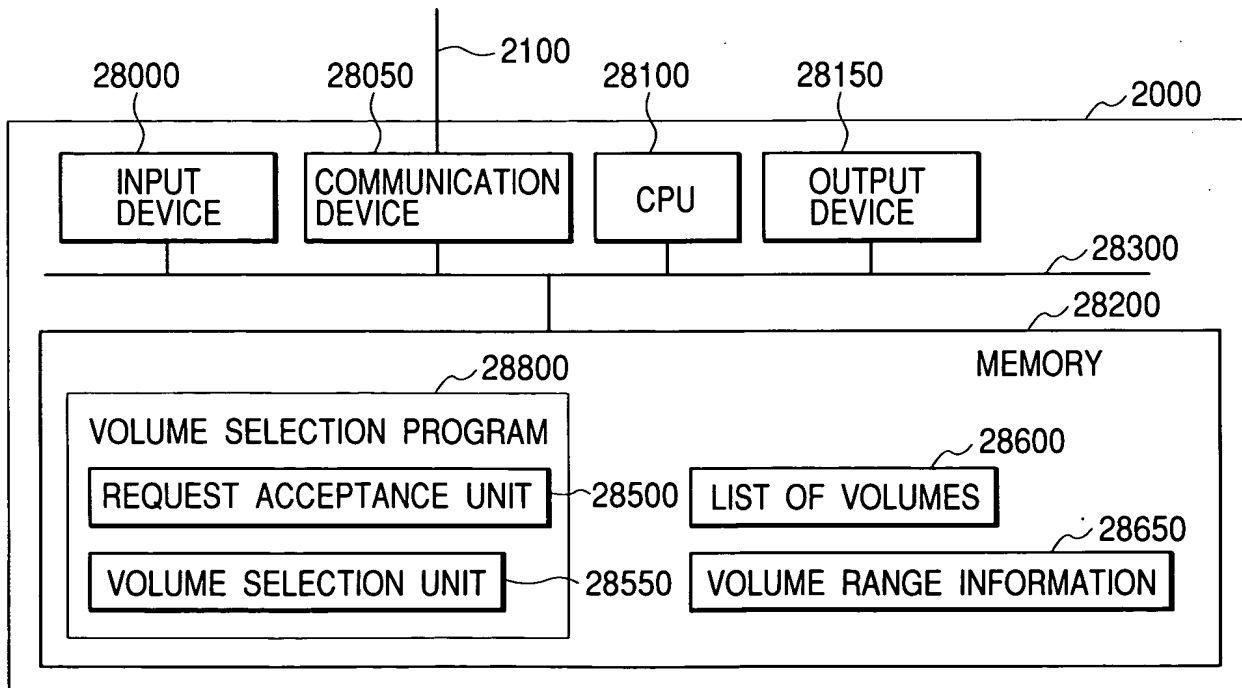 2100
28000
28050
28100
28150
2000
INPUT
DEVICE
COMMUNICATION
DEVICE
CPU
OUTPUT
DEVICE
28300
28200
MEMORY
28800
VOLUME SELECTION PROGRAM
REQUEST ACCEPTANCE UNIT
28500
VOLUME SELECTION UNIT
28550
28600
LIST OF VOLUMES
28650
VOLUME RANGE INFORMATION